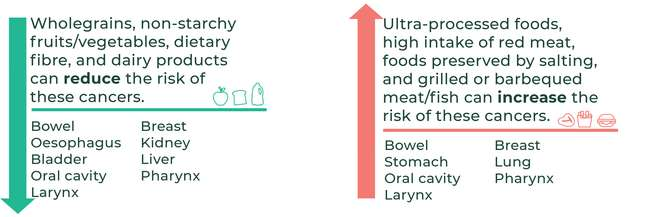 Wholegrains, non-starchy
fruits/vegetables, dietary
fibre, and dairy products
can reduce the risk of
these cancers.
Bowel
Oesophagus
Bladder
Oral cavity
Larynx
Breast
Kidney
Liver
Pharynx
Ultra-processed foods,
high intake of red meat,
foods preserved by salting,
and grilled or barbequed
meat/fish can increase the
risk of these cancers.
Bowel
Stomach
Oral cavity
Larynx
Breast
Lung
Pharynx